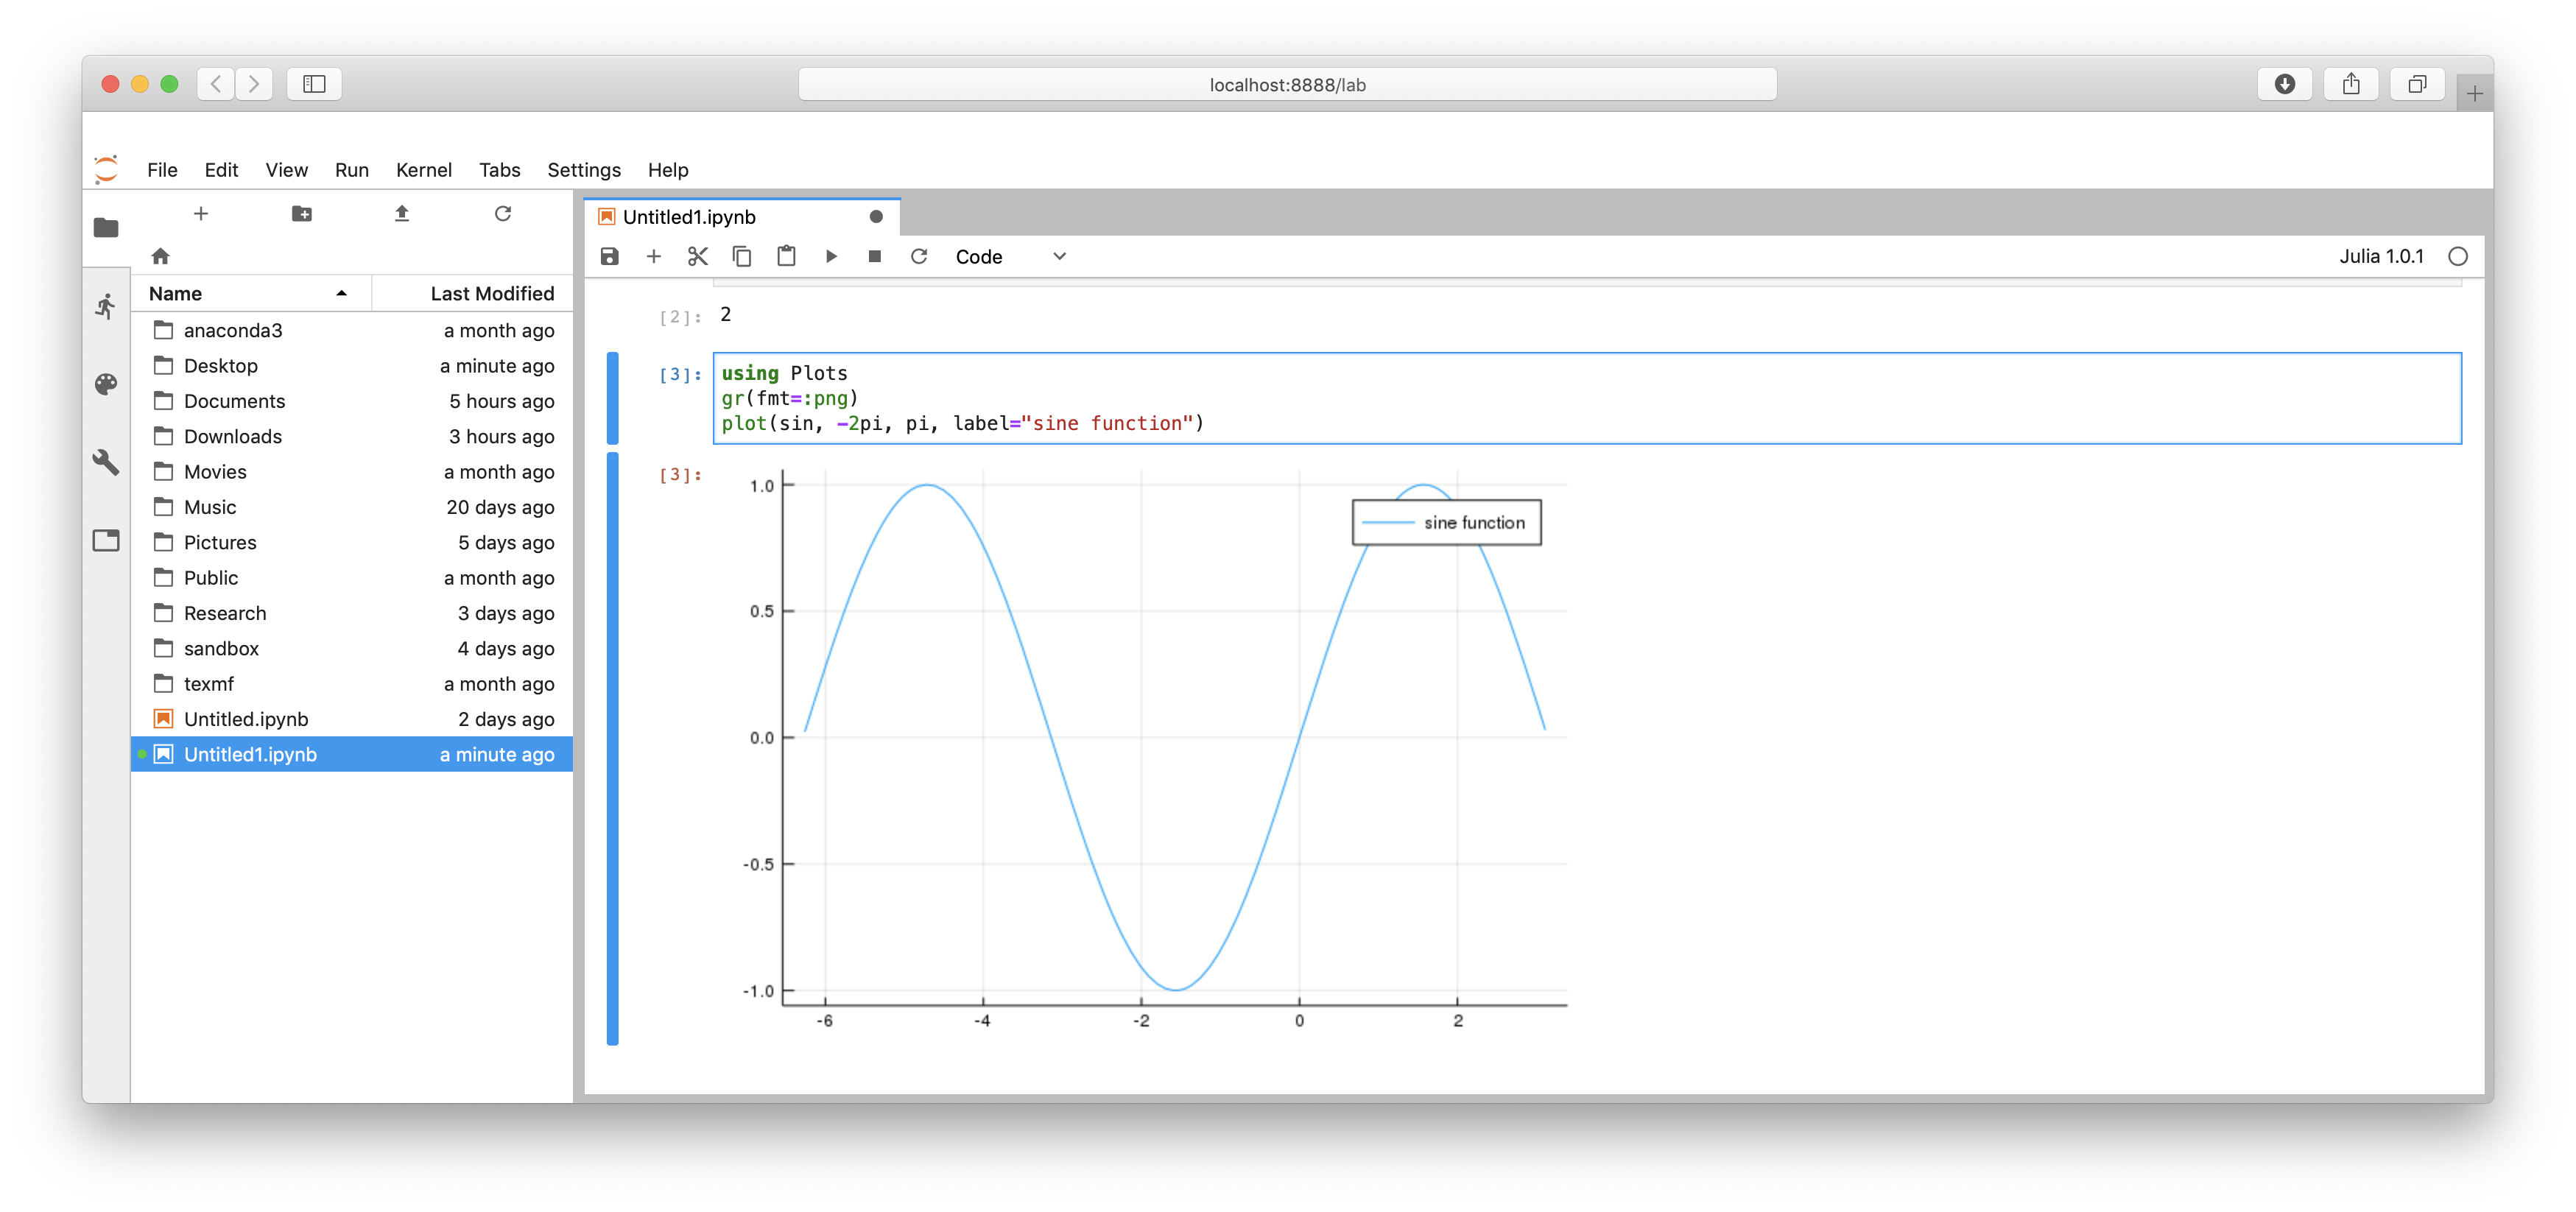 localhost:8888/lab
File Edit View Run Kernel Tabs Settings Help
Name Last Modified
anaconda3 a month ago
Desktop a minute ago
Documents 5 hours ago
Downloads 3 hours ago
Movies a month ago
Music 20 days ago
Pictures 5 days ago
Public a month ago
Research 3 days ago
sandbox 4 days ago
texmf a month ago
Untitled.ipynb 2 days ago
Untitled1.ipynb a minute ago
Untitled1.ipynb
Code Julia 1.0.1
[2]: 2
[3]: using Plots
gr(fmt=:png)
plot(sin, -2pi, pi, label="sine function")
[3]:
1.0
sine function
0.5
0.0
-0.5
-1.0
-6 -4 -2 0 2